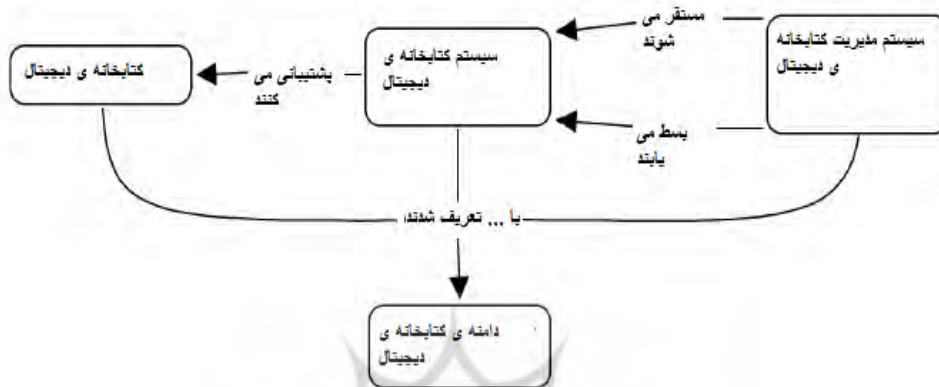 مستقر می
شوند
سیستم مدیریت کتابخانه
ی دیجیتال
سیستم کتابخانه ی
دیجیتال
پشتیبانی می
کنند
کتابخانه ی دیجیتال
بسط می
یابند
با ... تعریف شدند،
دامنه ی کتابخانه ی
دیجیتال